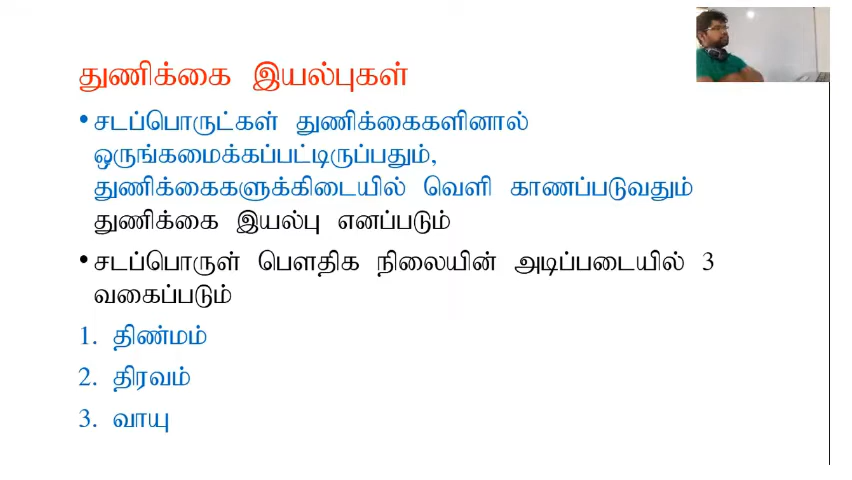 துணிக்கை இயல்புகள்
•சடப்பொருட்கள் துணிக்கைகளினால்
ஒருங்கமைக்கப்பட்டிருப்பதும்,
துணிக்கைகளுக்கிடையில் வெளி காணப்படுவதும்
துணிக்கை இயல்பு எனப்படும்
•சடப்பொருள் பௌதிக நிலையின் அடிப்படையில் 3
வகைப்படும்
1. திண்மம்
2. திரவம்
3. வாயு